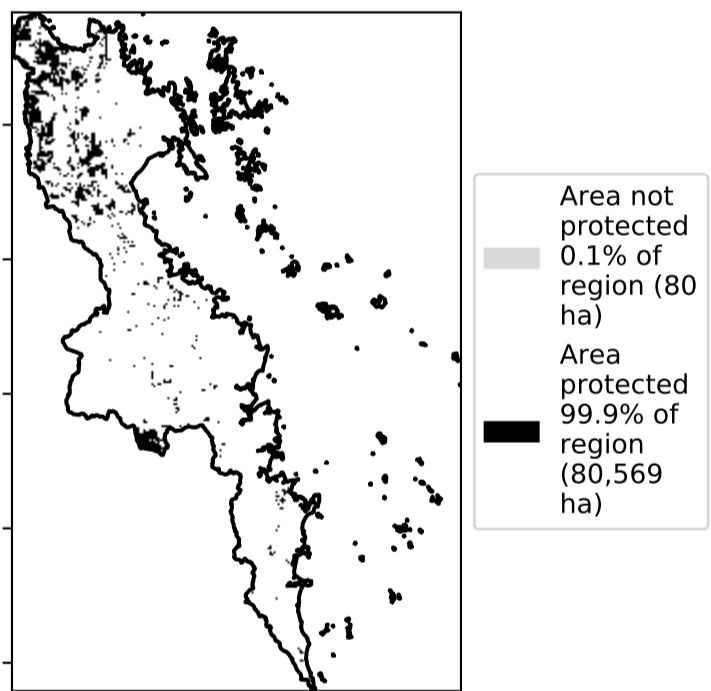 Area not
protected
0.1% of
region (80
ha)
Area
protected
99.9% of
region
(80,569
ha)